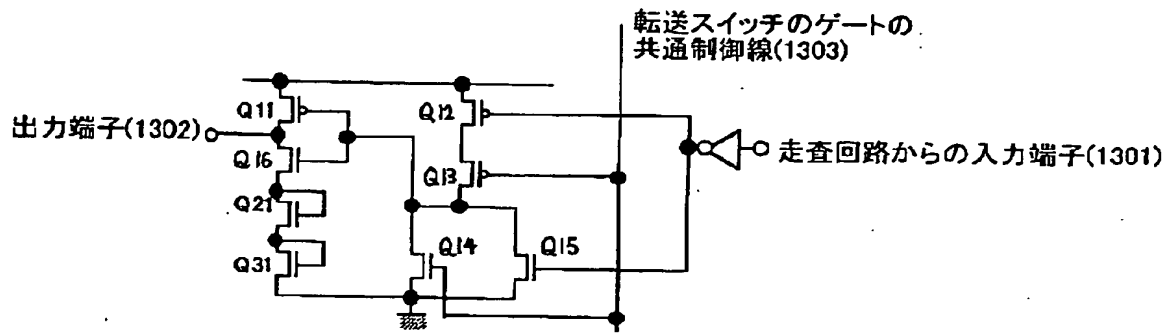 転送スイッチのゲートの
共通制御線(1303)
Q11
Q12
出力端子(1302)
Q16
走査回路からの入力端子(1301)
Q13
Q21
Q14
Q15
Q31